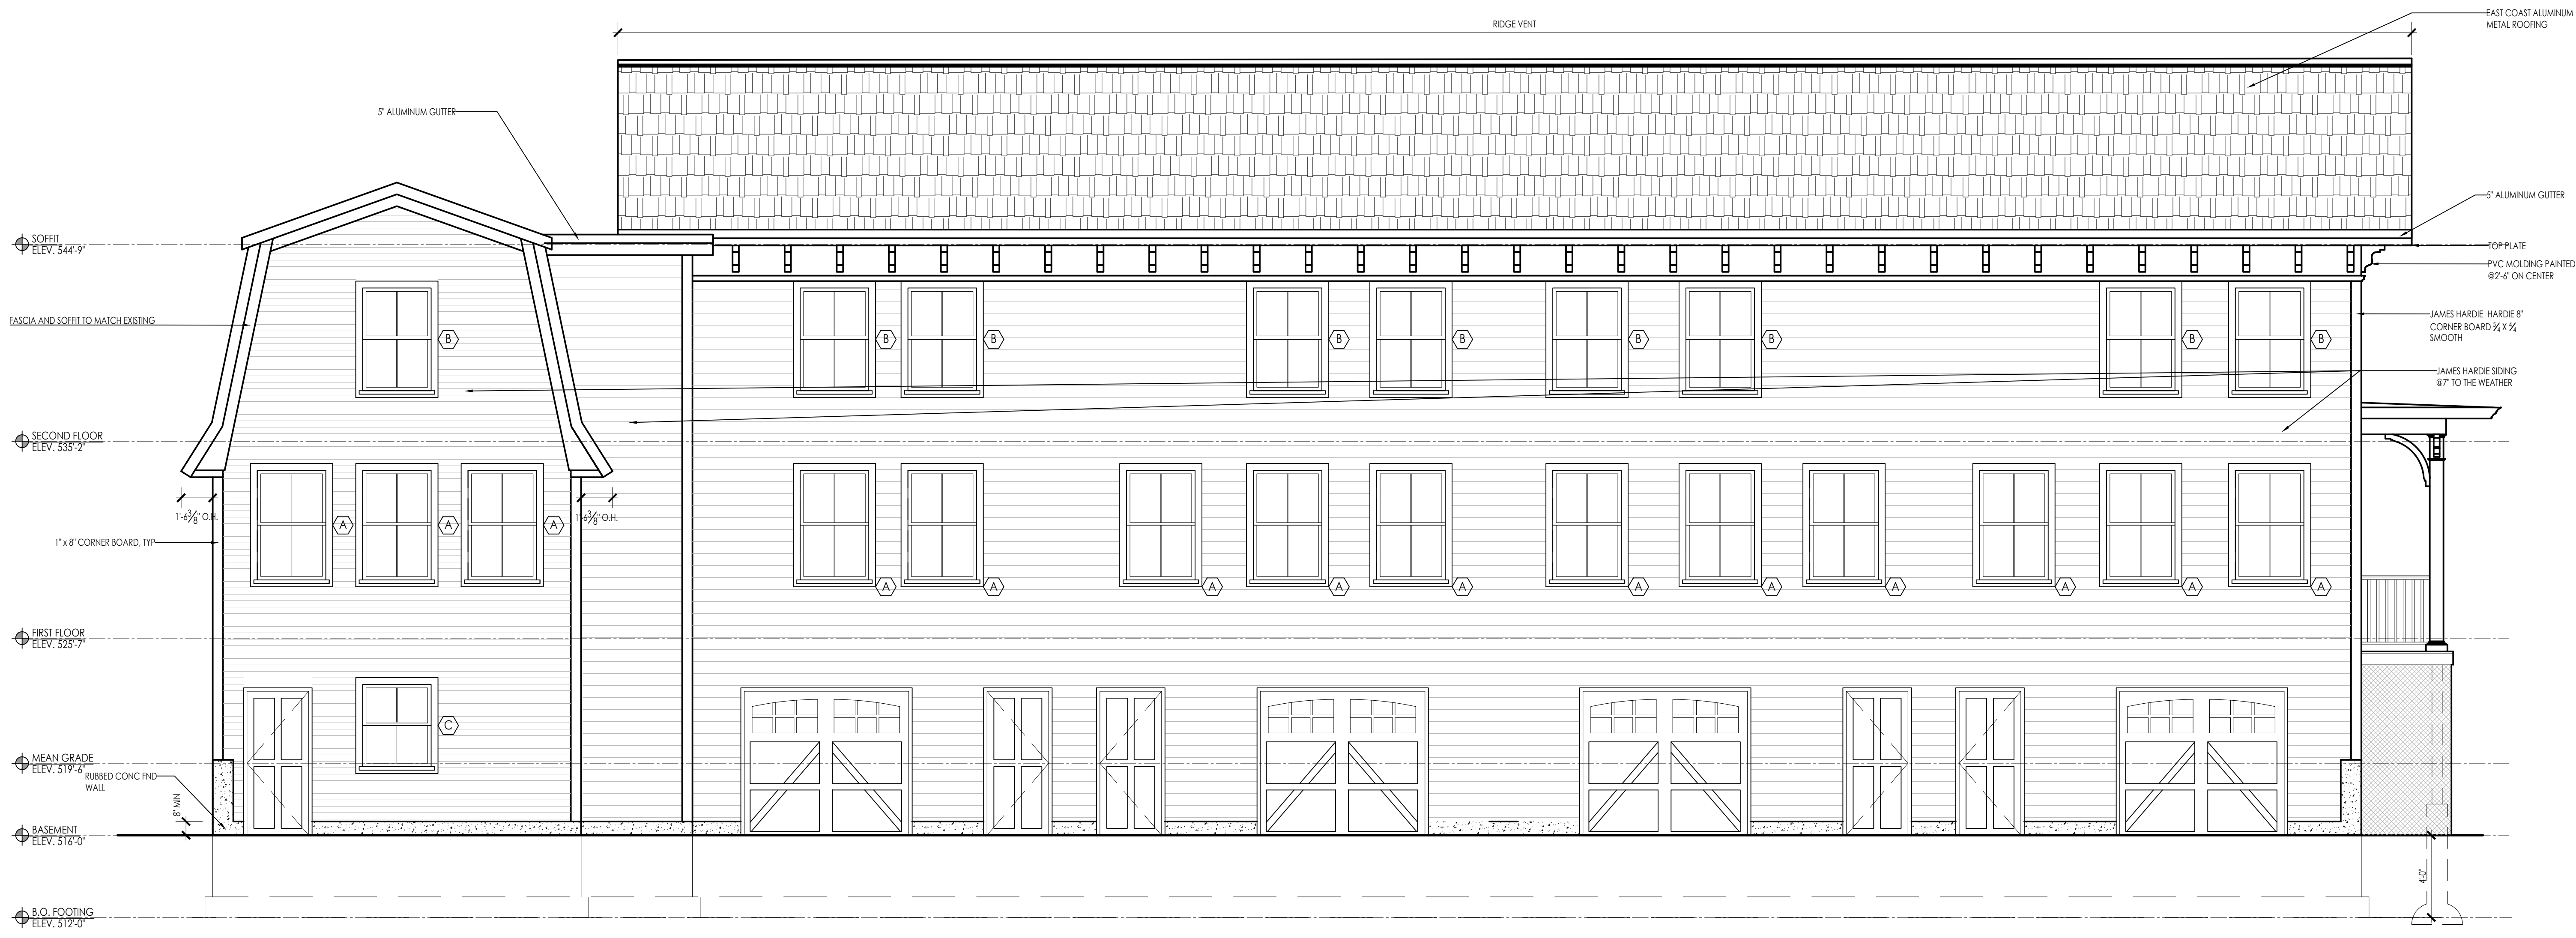 RIDGE VENT
EAST COAST ALUMINUM
METAL ROOFING
5" ALUMINUM GUTTER
5" ALUMINUM GUTTER
SOFFIT
ELEV. 544'-9"
TOP PLATE
PVC MOLDING PAINTED
@2'-6" ON CENTER
FASCIA AND SOFFIT TO MATCH EXISTING
JAMES HARDIE HARDIE 8"
CORNER BOARD 5/4 X 5/4
SMOOTH
B
B
B
B
B
B
B
B
B
JAMES HARDIE SIDING
@7" TO THE WEATHER
SECOND FLOOR
ELEV. 535'-2"
1'-6 3/8" O.H.
1'-6 3/8" O.H.
A
A
A
1" x 8" CORNER BOARD, TYP
A
A
A
A
A
A
A
A
A
A
A
FIRST FLOOR
ELEV. 525'-7"
C
MEAN GRADE
ELEV. 519'-6"
RUBBED CONC FND
WALL
8" MIN
BASEMENT
ELEV. 516'-0"
4'-0"
B.O. FOOTING
ELEV. 512'-0"